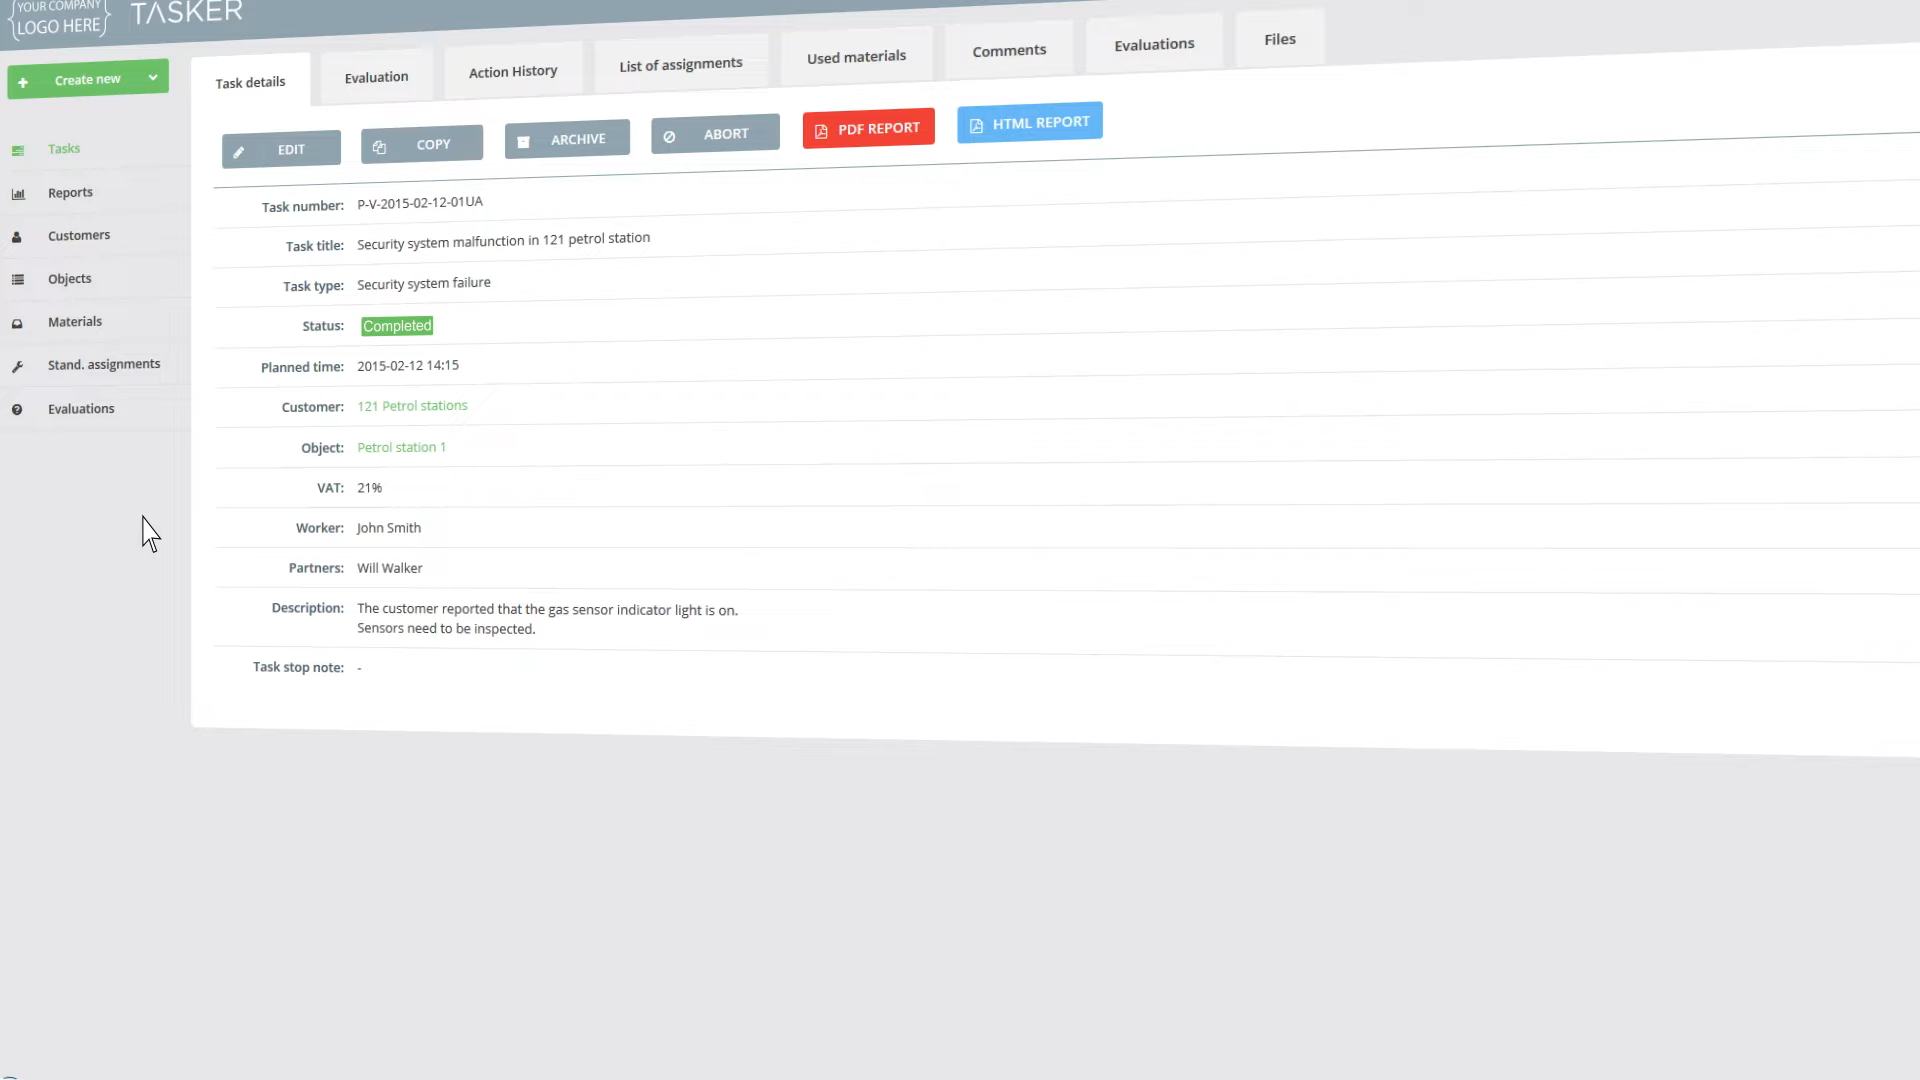 YOUR COMPANY
LOGO HERE
TASKER
Create new
Tasks
Reports
Customers
Objects
Materials
Stand. assignments
Evaluations
Task details
Evaluation
Action History
List of assignments
Used materials
Comments
Evaluations
Files
EDIT
COPY
ARCHIVE
ABORT
PDF REPORT
HTML REPORT
Task number: P-V-2015-02-12-01UA
Task title: Security system malfunction in 121 petrol station
Task type: Security system failure
Status: Completed
Planned time: 2015-02-12 14:15
Customer: 121 Petrol stations
Object: Petrol station 1
VAT: 21%
Worker: John Smith
Partners: Will Walker
Description: The customer reported that the gas sensor indicator light is on.
Sensors need to be inspected.
Task stop note: -